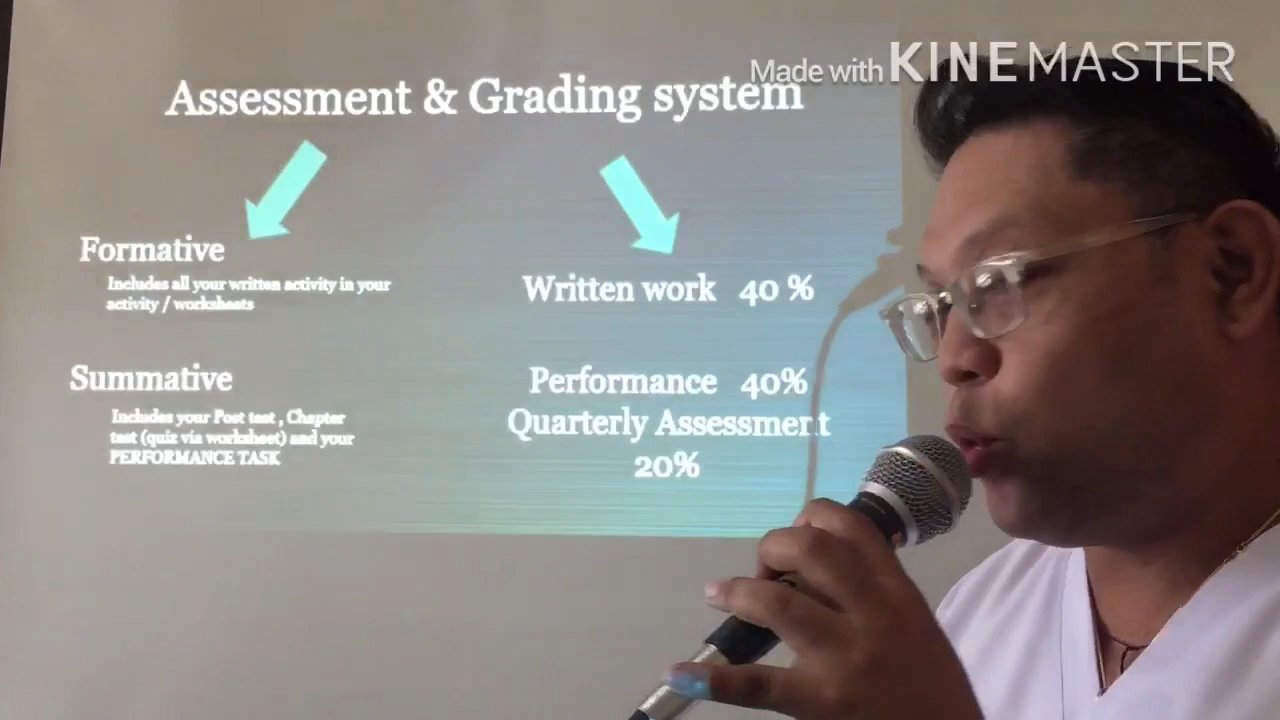 Made with KINEMASTER
Assessment & Grading system
Formative
Includes all your written activity in your
activity / worksheets
Summative
Includes your Post test , Chapter
test (quiz via worksheet) and your
PERFORMANCE TASK
Written work 40 %
Performance 40%
Quarterly Assessment
20%